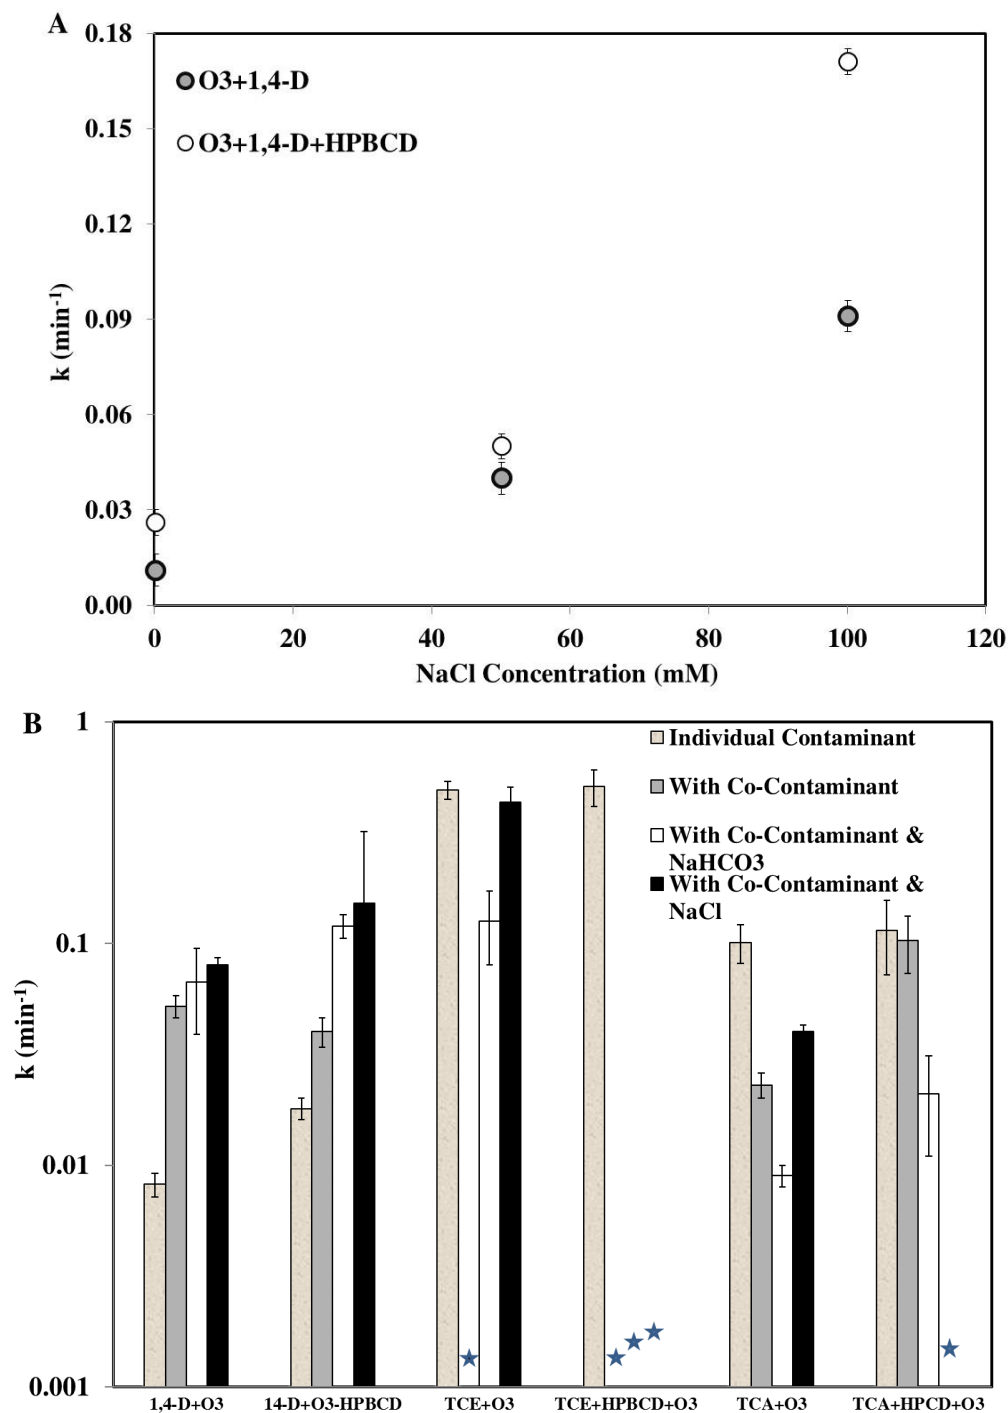 A
0.18
0.15
0.12
0.09
0.06
0.03
0.00
k (min-1)
O3+1,4-D
O3+1,4-D+HPBCD
0 20 40 60 80 100 120
NaCl Concentration (mM)
B
1
0.1
0.01
0.001
k (min-1)
Individual Contaminant
With Co-Contaminant
With Co-Contaminant &
NaHCO3
With Co-Contaminant &
NaCl
1,4-D+O3 14-D+O3-HPBCD TCE+O3 TCE+HPBCD+O3 TCA+O3 TCA+HPCD+O3